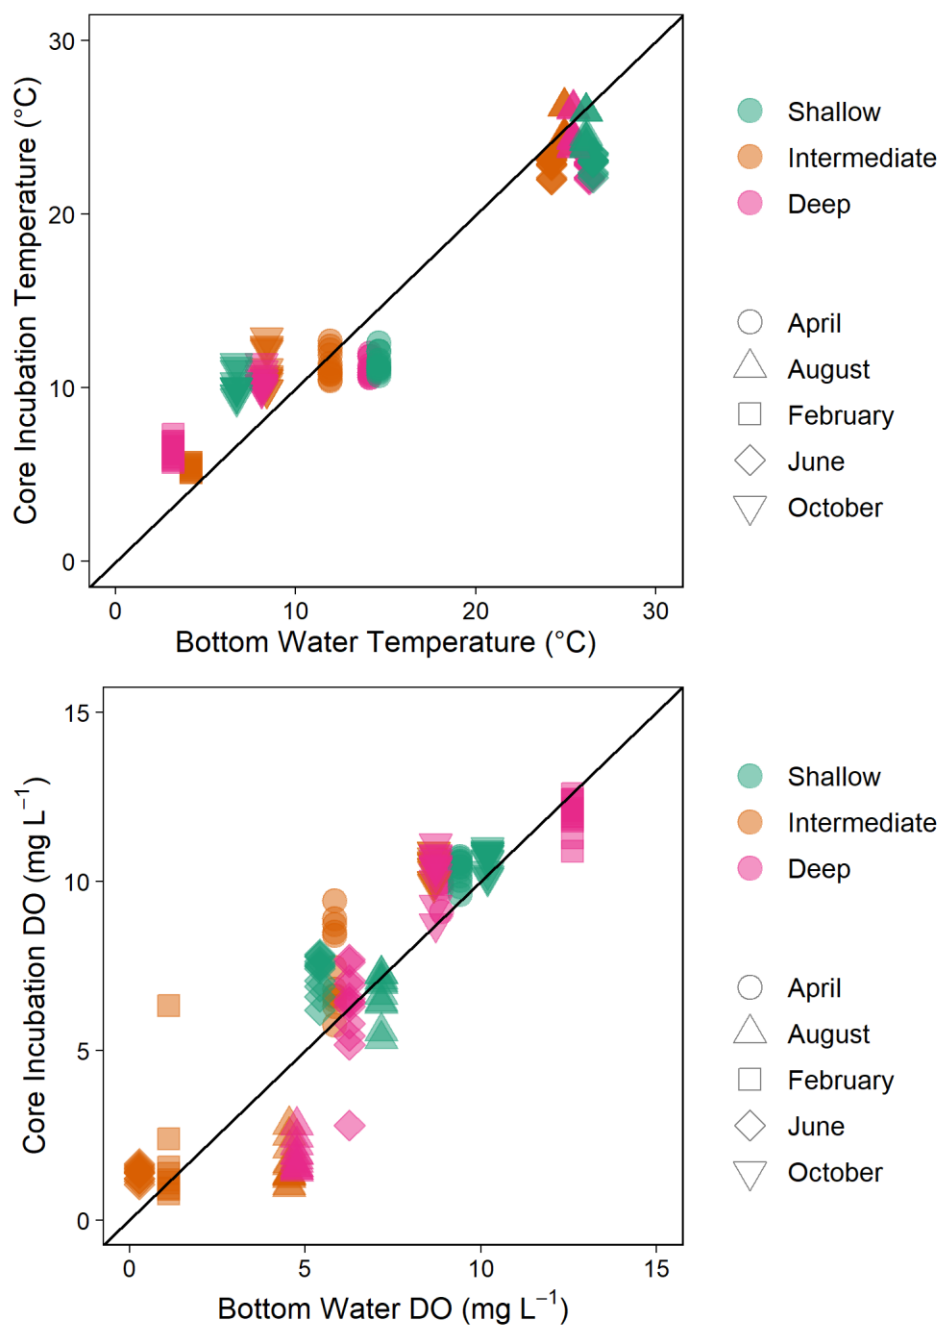 30
20
10
0
Core Incubation Temperature (°C)
0 10 20 30
Bottom Water Temperature (°C)
Shallow
Intermediate
Deep
April
August
February
June
October
15
10
5
0
Core Incubation DO (mg L⁻¹)
0 5 10 15
Bottom Water DO (mg L⁻¹)
Shallow
Intermediate
Deep
April
August
February
June
October